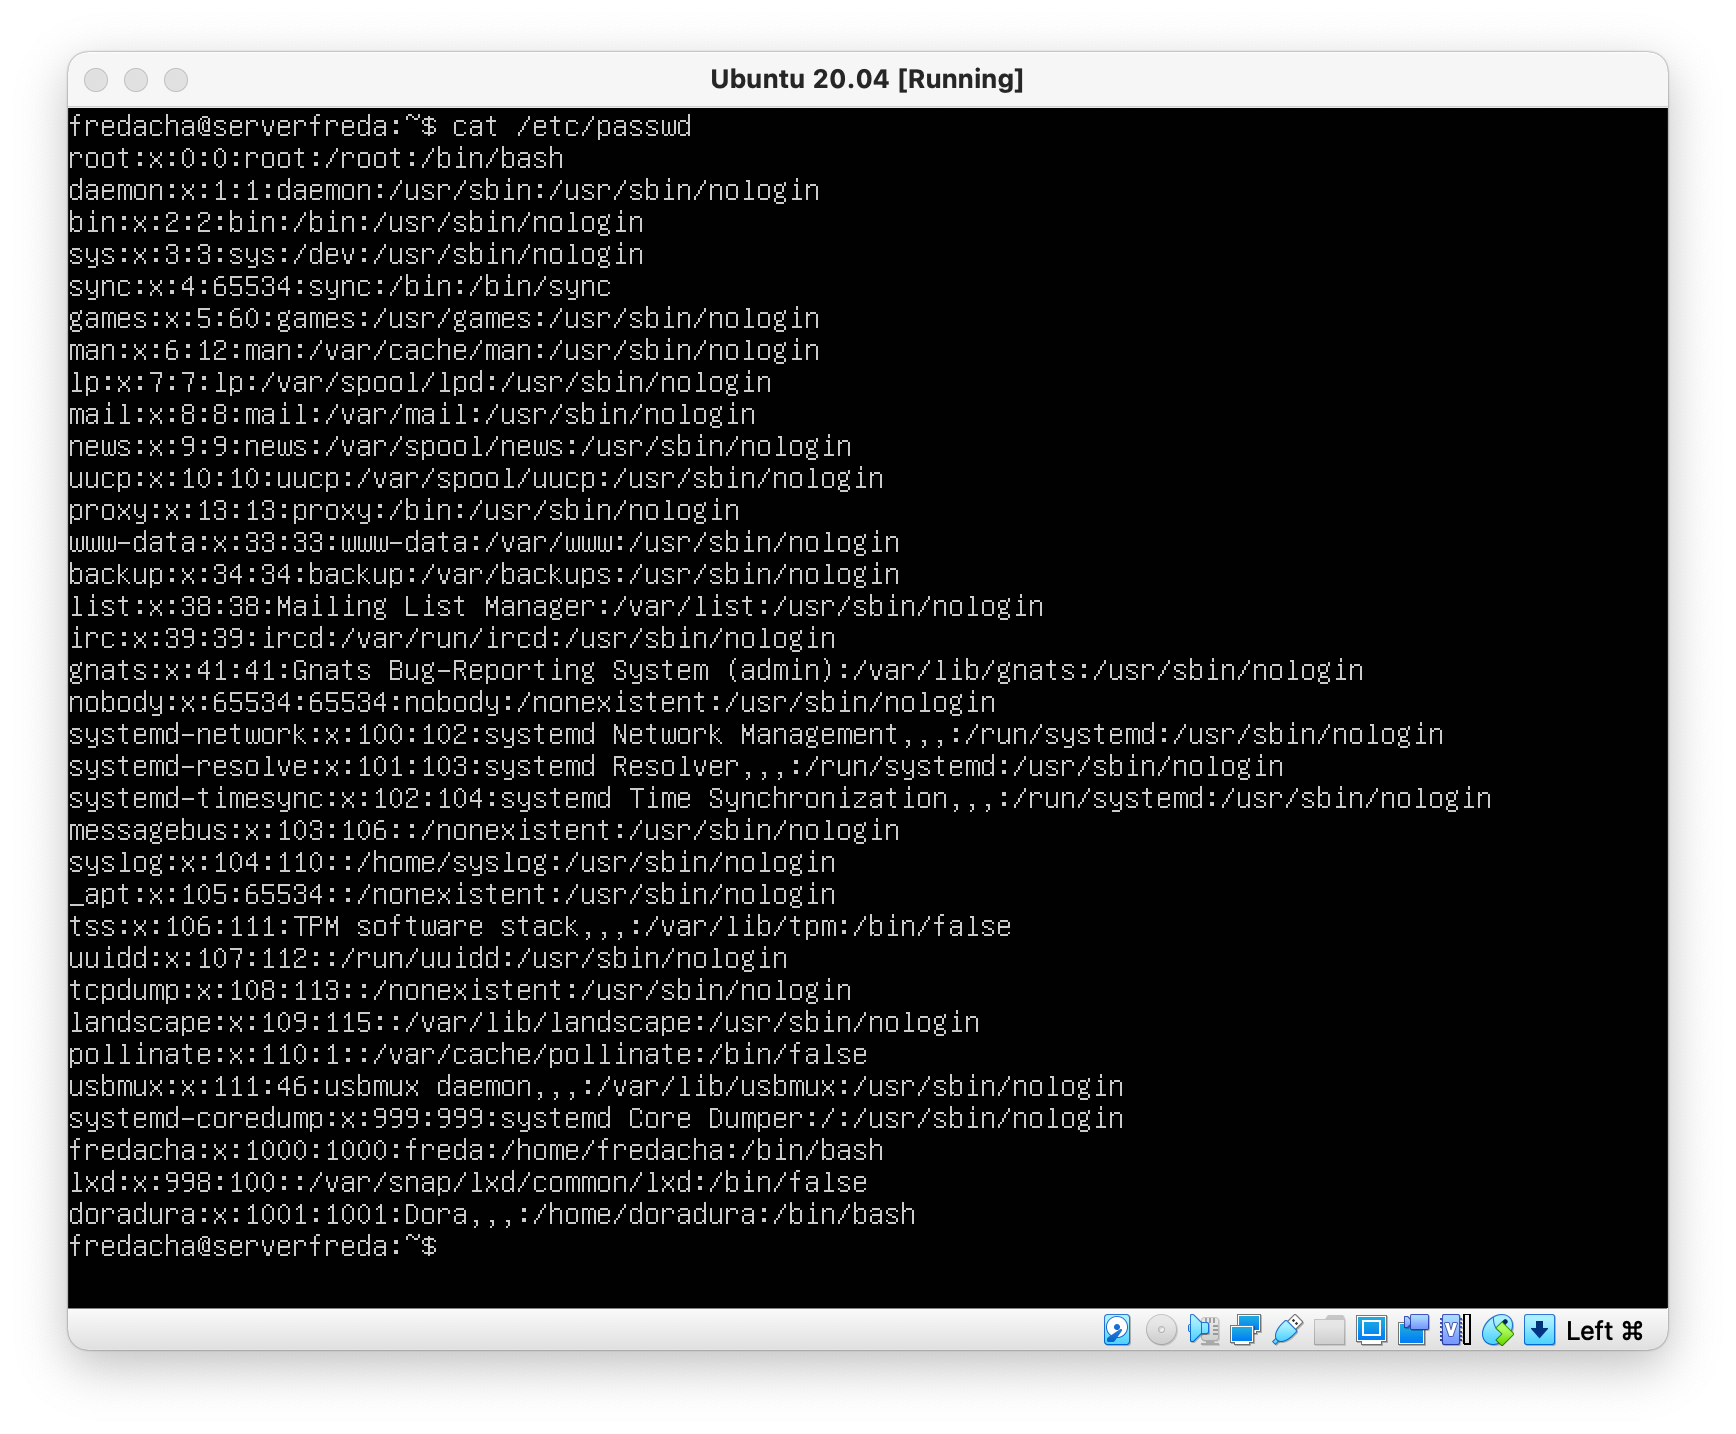 Ubuntu 20.04 [Running]
fredacha@serverfreda:~$ cat /etc/passwd
root:x:0:0:root:/root:/bin/bash
daemon:x:1:1:daemon:/usr/sbin:/usr/sbin/nologin
bin:x:2:2:bin:/bin:/usr/sbin/nologin
sys:x:3:3:sys:/dev:/usr/sbin/nologin
sync:x:4:65534:sync:/bin:/bin/sync
games:x:5:60:games:/usr/games:/usr/sbin/nologin
man:x:6:12:man:/var/cache/man:/usr/sbin/nologin
lp:x:7:7:lp:/var/spool/lpd:/usr/sbin/nologin
mail:x:8:8:mail:/var/mail:/usr/sbin/nologin
news:x:9:9:news:/var/spool/news:/usr/sbin/nologin
uucp:x:10:10:uucp:/var/spool/uucp:/usr/sbin/nologin
proxy:x:13:13:proxy:/bin:/usr/sbin/nologin
www-data:x:33:33:www-data:/var/www:/usr/sbin/nologin
backup:x:34:34:backup:/var/backups:/usr/sbin/nologin
list:x:38:38:Mailing List Manager:/var/list:/usr/sbin/nologin
irc:x:39:39:ircd:/var/run/ircd:/usr/sbin/nologin
gnats:x:41:41:Gnats Bug-Reporting System (admin):/var/lib/gnats:/usr/sbin/nologin
nobody:x:65534:65534:nobody:/nonexistent:/usr/sbin/nologin
systemd-network:x:100:102:systemd Network Management,,,:/run/systemd:/usr/sbin/nologin
systemd-resolve:x:101:103:systemd Resolver,,,:/run/systemd:/usr/sbin/nologin
systemd-timesync:x:102:104:systemd Time Synchronization,,,:/run/systemd:/usr/sbin/nologin
messagebus:x:103:106::/nonexistent:/usr/sbin/nologin
syslog:x:104:110::/home/syslog:/usr/sbin/nologin
_apt:x:105:65534::/nonexistent:/usr/sbin/nologin
tss:x:106:111:TPM software stack,,,:/var/lib/tpm:/bin/false
uuidd:x:107:112::/run/uuidd:/usr/sbin/nologin
tcpdump:x:108:113::/nonexistent:/usr/sbin/nologin
landscape:x:109:115::/var/lib/landscape:/usr/sbin/nologin
pollinate:x:110:1::/var/cache/pollinate:/bin/false
usbmux:x:111:46:usbmux daemon,,,:/var/lib/usbmux:/usr/sbin/nologin
systemd-coredump:x:999:999:systemd Core Dumper:/:/usr/sbin/nologin
fredacha:x:1000:1000:freda:/home/fredacha:/bin/bash
lxd:x:998:100::/var/snap/lxd/common/lxd:/bin/false
doradura:x:1001:1001:Dora,,,:/home/doradura:/bin/bash
fredacha@serverfreda:~$
Left ⌘